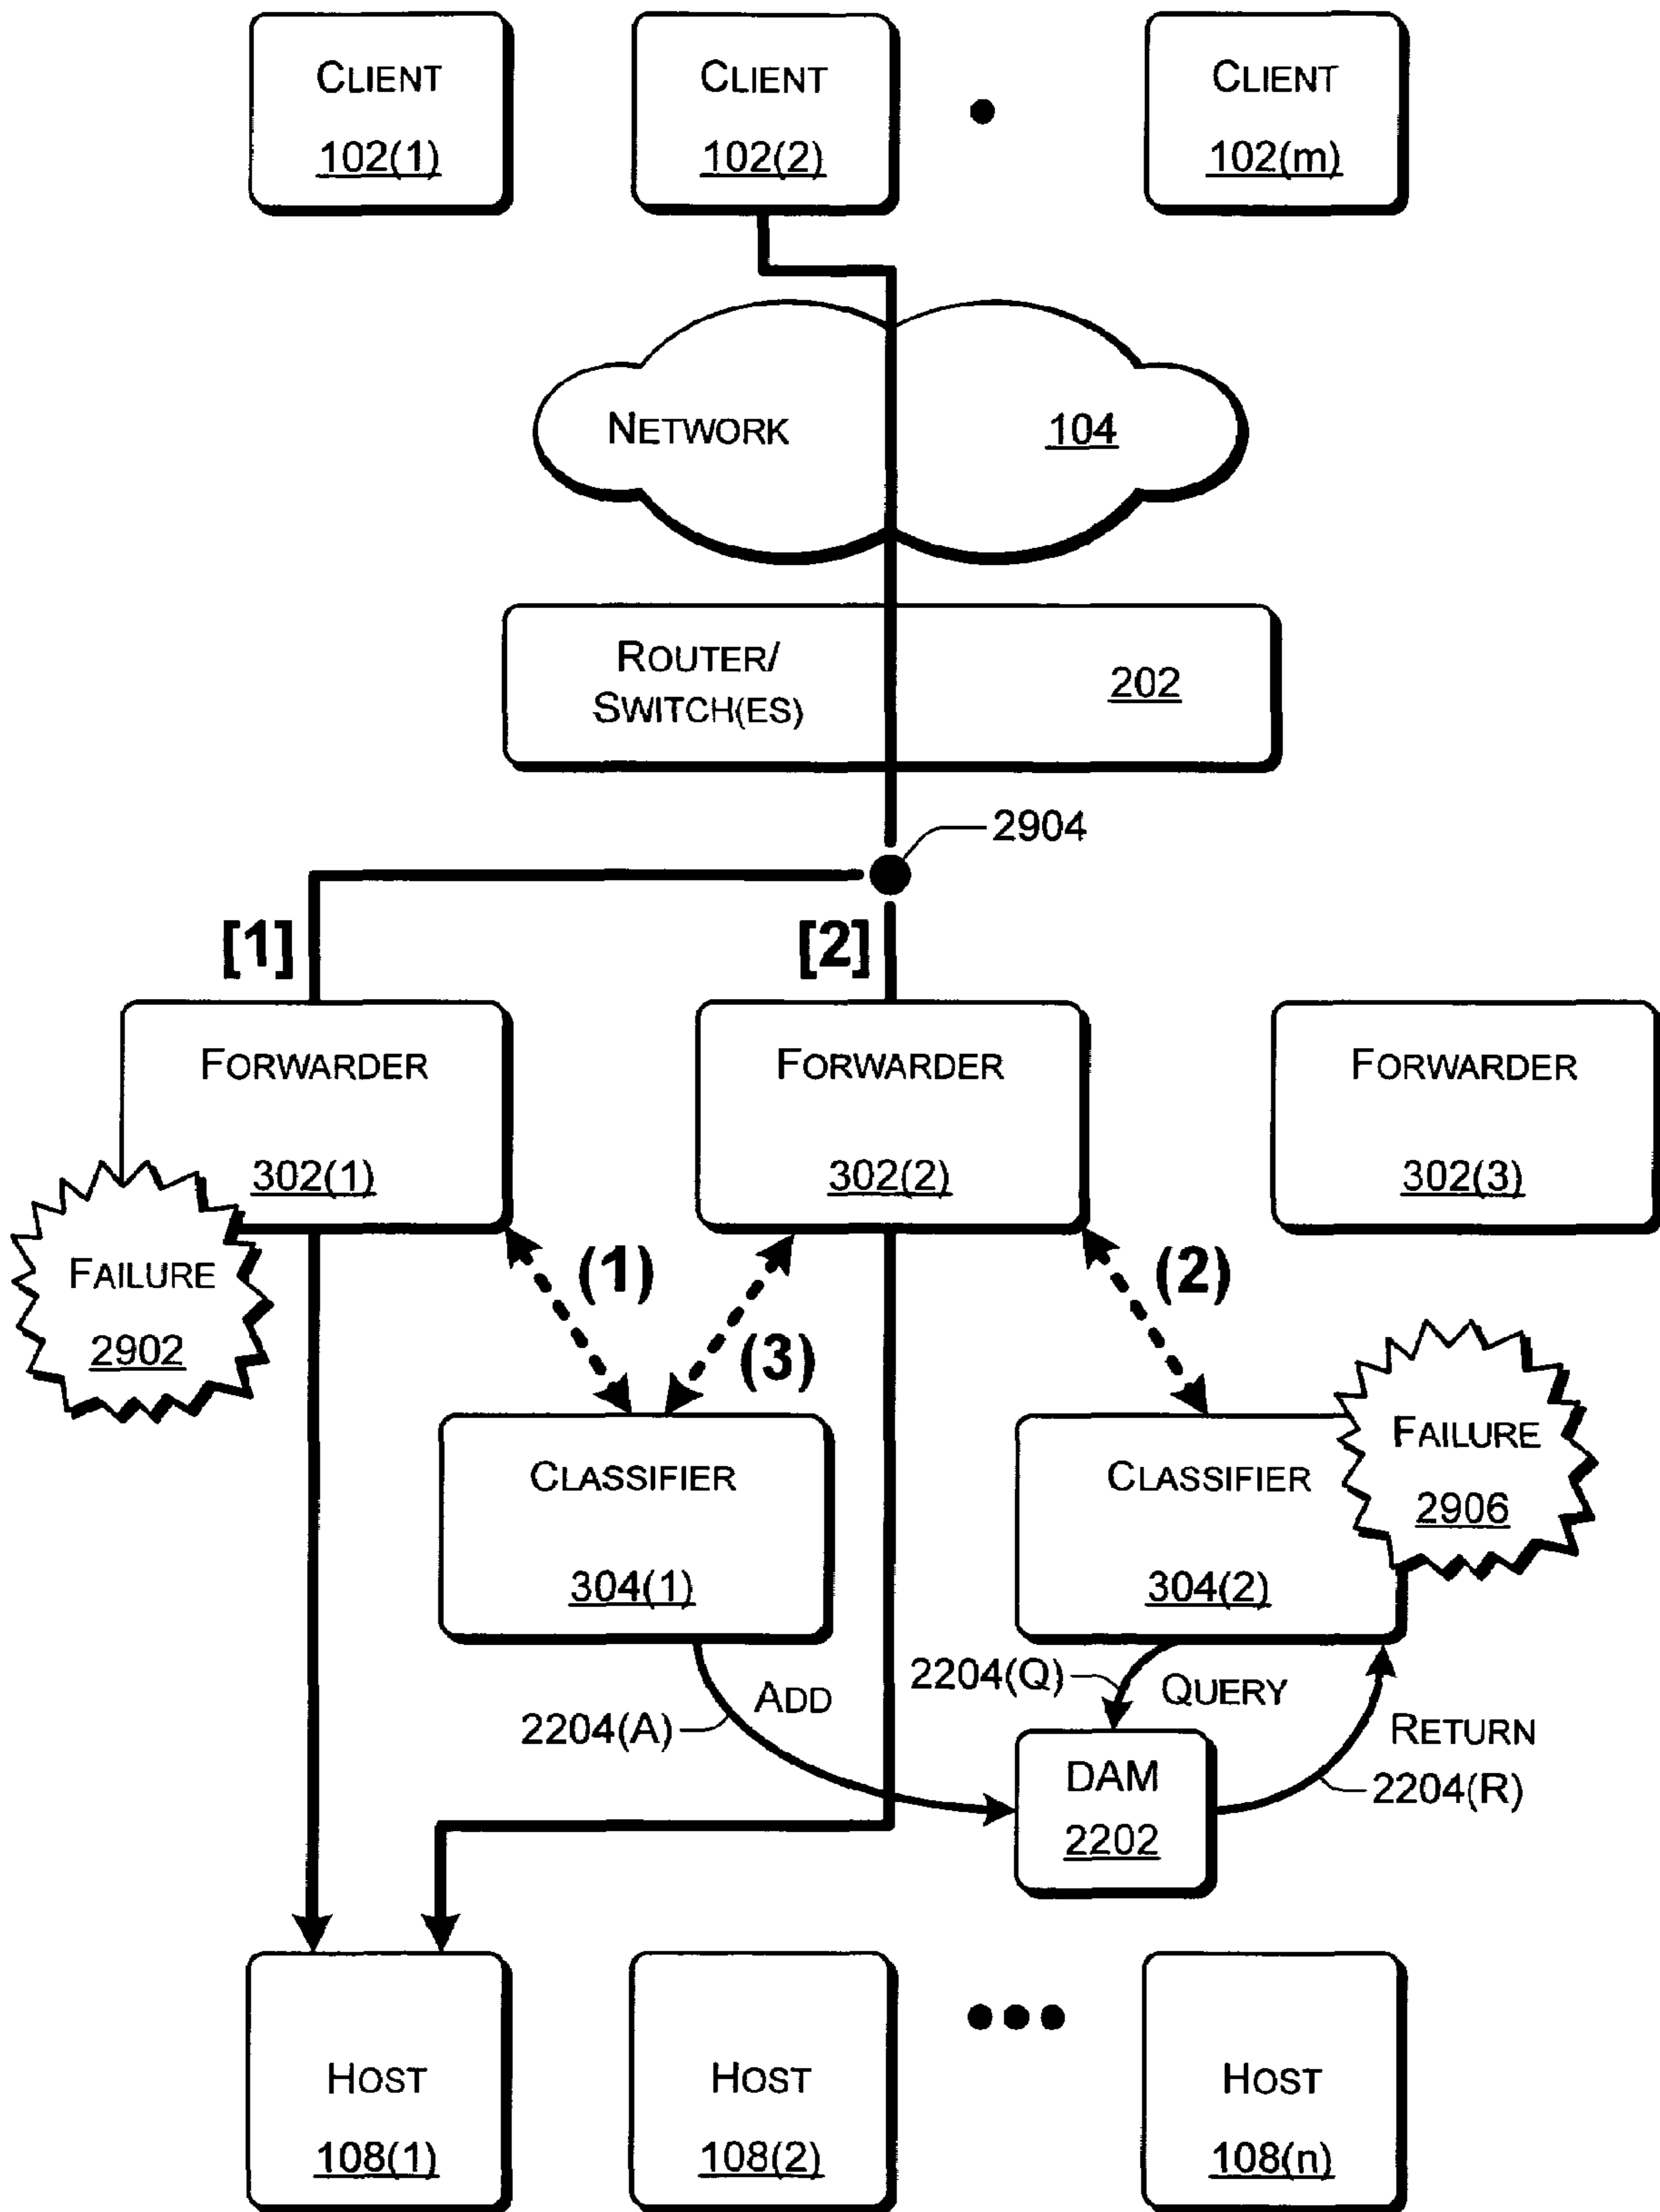 CLIENT
102(1)
CLIENT
102(2)
CLIENT
102(m)
NETWORK
104
ROUTER/
SWITCH(ES)
202
2904
[1]
[2]
FORWARDER
302(1)
FORWARDER
302(2)
FORWARDER
302(3)
FAILURE
2902
(1)
(3)
(2)
CLASSIFIER
304(1)
CLASSIFIER
304(2)
FAILURE
2906
2204(A)
ADD
2204(Q)
QUERY
RETURN
2204(R)
DAM
2202
HOST
108(1)
HOST
108(2)
HOST
108(n)